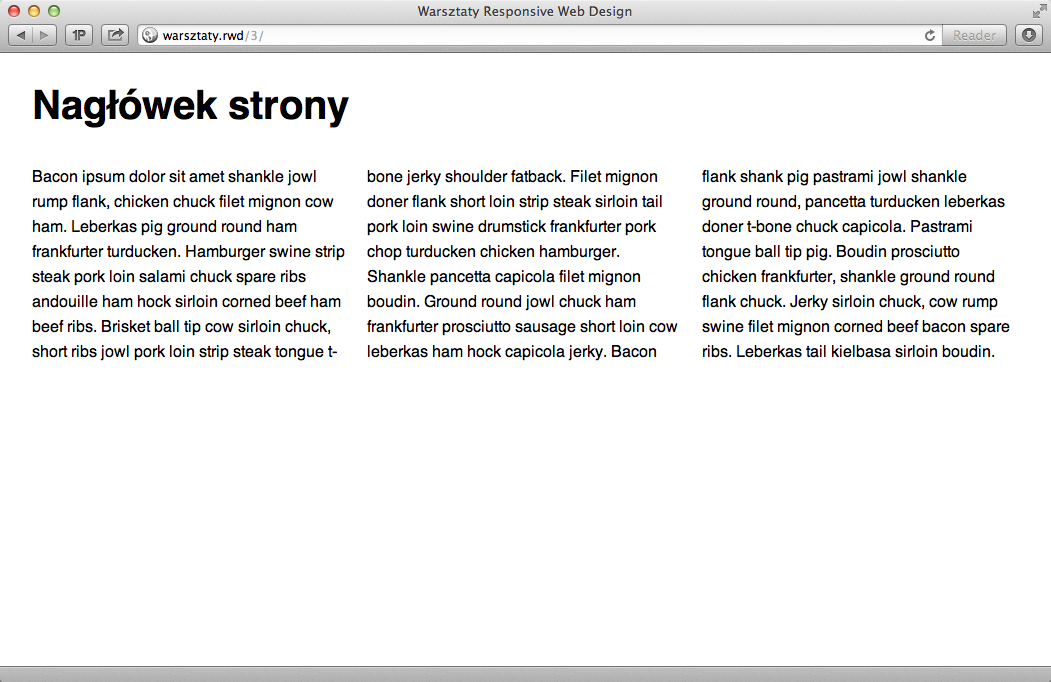 Warsztaty Responsive Web Design
1P
warsztaty.rwd/3/
Reader
Nagłówek strony
Bacon ipsum dolor sit amet shankle jowl
rump flank, chicken chuck filet mignon cow
ham. Leberkas pig ground round ham
frankfurter turducken. Hamburger swine strip
steak pork loin salami chuck spare ribs
andouille ham hock sirloin corned beef ham
beef ribs. Brisket ball tip cow sirloin chuck,
short ribs jowl pork loin strip steak tongue t-
bone jerky shoulder fatback. Filet mignon
doner flank short loin strip steak sirloin tail
pork loin swine drumstick frankfurter pork
chop turducken chicken hamburger.
Shankle pancetta capicola filet mignon
boudin. Ground round jowl chuck ham
frankfurter prosciutto sausage short loin cow
leberkas ham hock capicola jerky. Bacon
flank shank pig pastrami jowl shankle
ground round, pancetta turducken leberkas
doner t-bone chuck capicola. Pastrami
tongue ball tip pig. Boudin prosciutto
chicken frankfurter, shankle ground round
flank chuck. Jerky sirloin chuck, cow rump
swine filet mignon corned beef bacon spare
ribs. Leberkas tail kielbasa sirloin boudin.